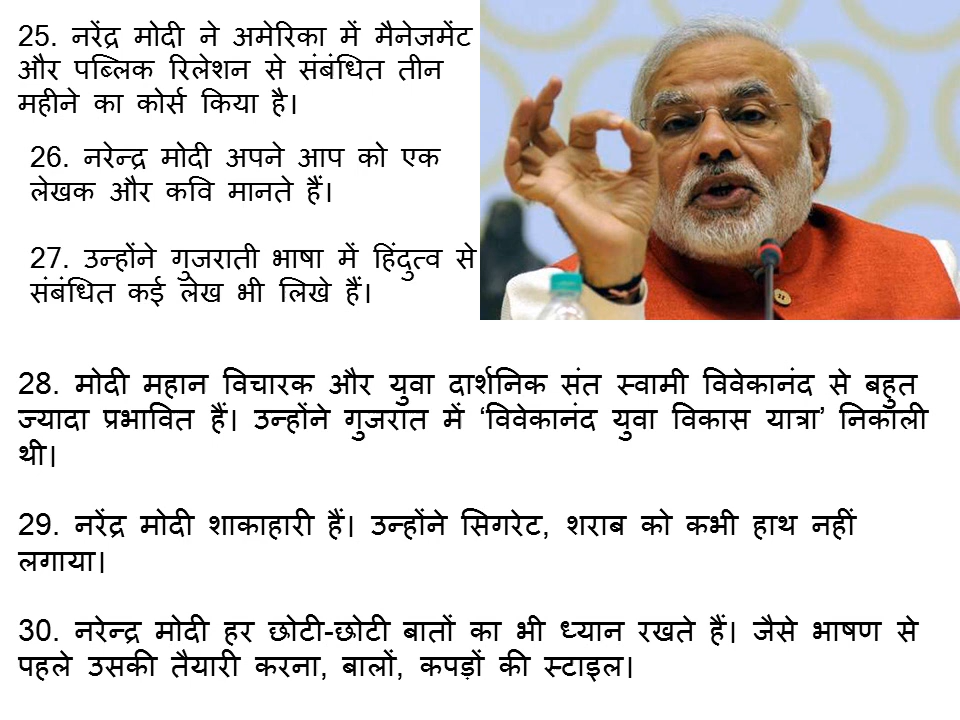 25. नरेंद्र मोदी ने अमेरिका में मैनेजमेंट
और पब्लिक रिलेशन से संबंधित तीन
महीने का कोर्स किया है।
26. नरेन्द्र मोदी अपने आप को एक
लेखक और कवि मानते हैं।
27. उन्होंने गुजराती भाषा में हिंदुत्व से
संबंधित कई लेख भी लिखे हैं।
28. मोदी महान विचारक और युवा दार्शनिक संत स्वामी विवेकानंद से बहुत
ज्यादा प्रभावित हैं। उन्होंने गुजरात में ‘विवेकानंद युवा विकास यात्रा’ निकाली
थी।
29. नरेंद्र मोदी शाकाहारी हैं। उन्होंने सिगरेट, शराब को कभी हाथ नहीं
लगाया।
30. नरेन्द्र मोदी हर छोटी-छोटी बातों का भी ध्यान रखते हैं। जैसे भाषण से
पहले उसकी तैयारी करना, बालों, कपड़ों की स्टाइल।